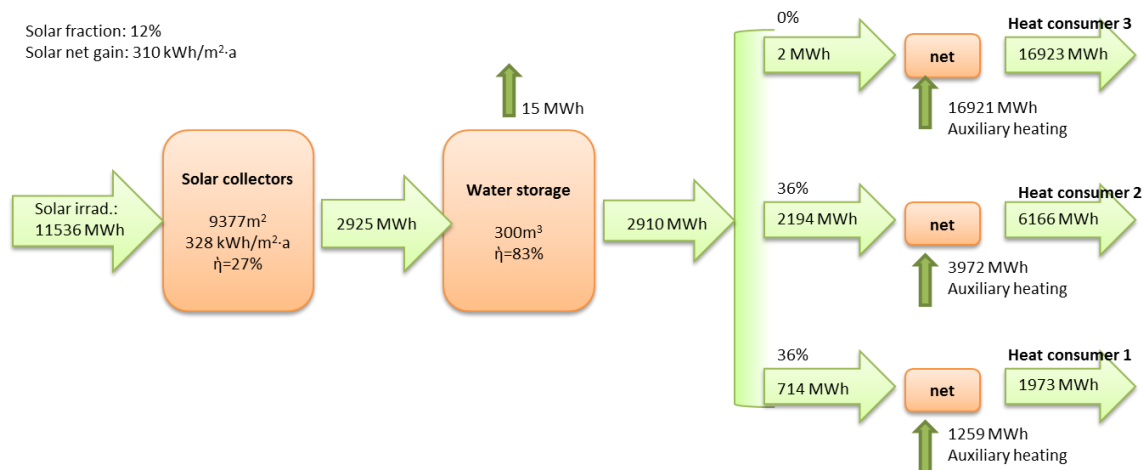 Solar fraction: 12%
Solar net gain: 310 kWh/m²·a
Solar irrad.:
11536 MWh
Solar collectors
9377m²
328 kWh/m²·a
ὴ=27%
2925 MWh
15 MWh
Water storage
300m³
ὴ=83%
2910 MWh
0%
2 MWh
net
Heat consumer 3
16923 MWh
16921 MWh
Auxiliary heating
36%
2194 MWh
net
Heat consumer 2
6166 MWh
3972 MWh
Auxiliary heating
36%
714 MWh
net
Heat consumer 1
1973 MWh
1259 MWh
Auxiliary heating